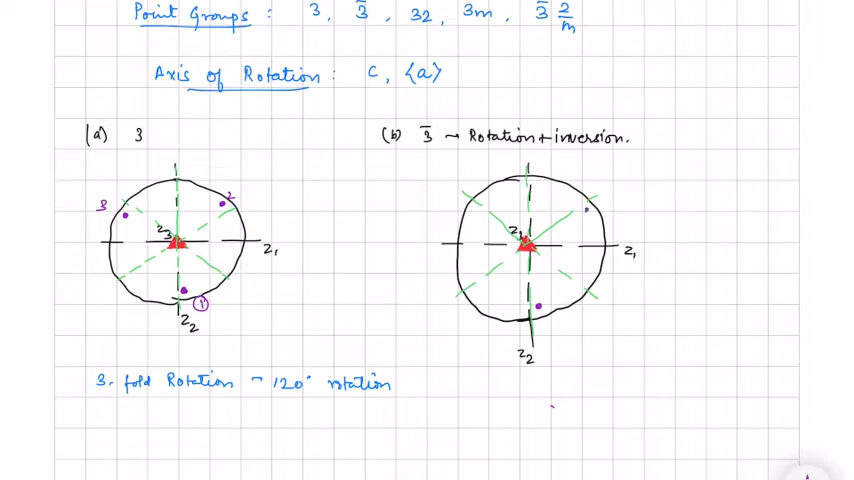 Point Groups : 3, 3̅, 32, 3m, 3̅ 2/m
Axis of Rotation : C, ⟨a⟩
(a) 3
(b) 3̅ → Rotation + inversion.
3
2
Z3
Z1
1
Z2
Z1
Z2
3-fold Rotation → 120° rotation